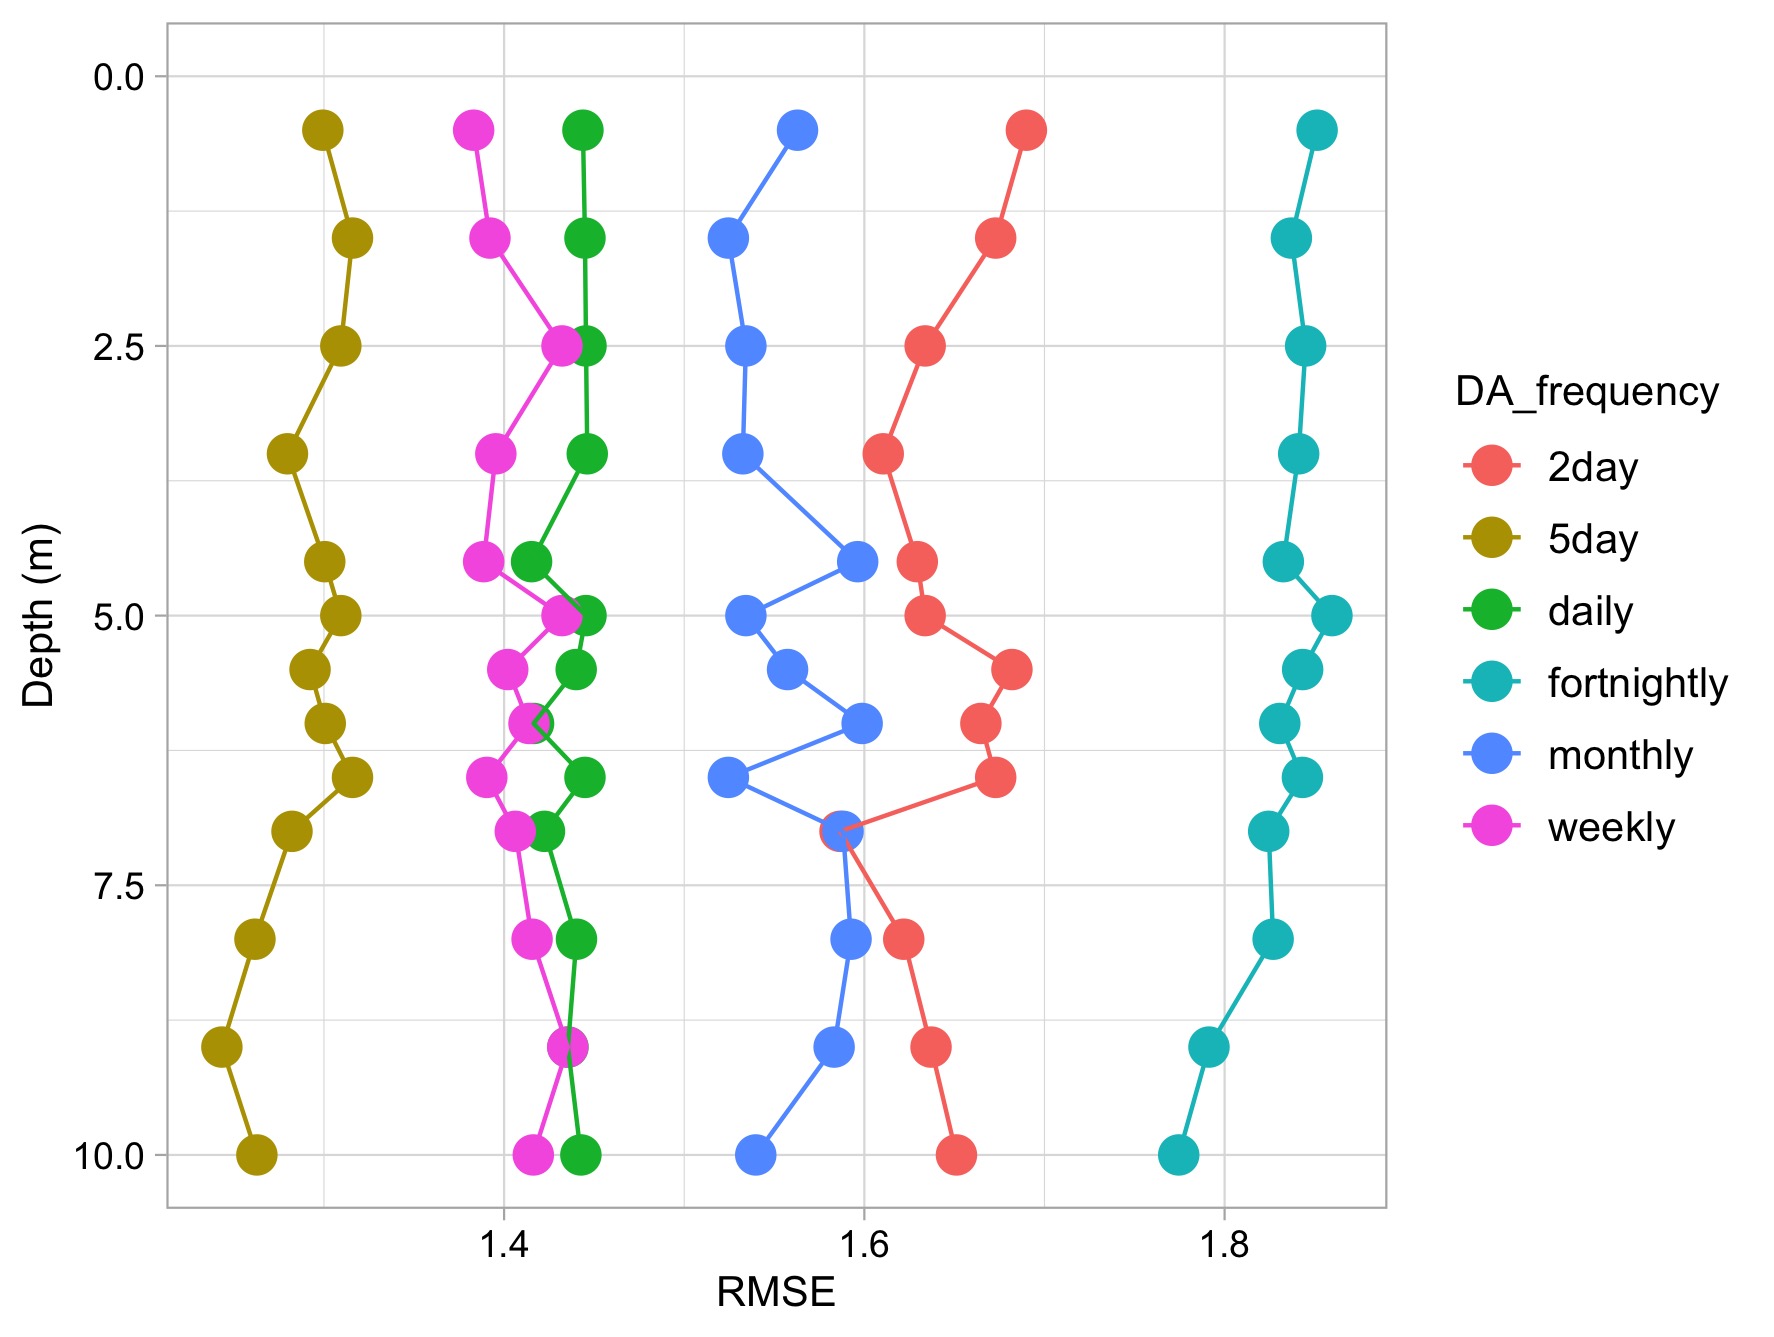 0.0
2.5
5.0
7.5
10.0
Depth (m)
1.4 1.6 1.8
RMSE
DA_frequency
2day
5day
daily
fortnightly
monthly
weekly